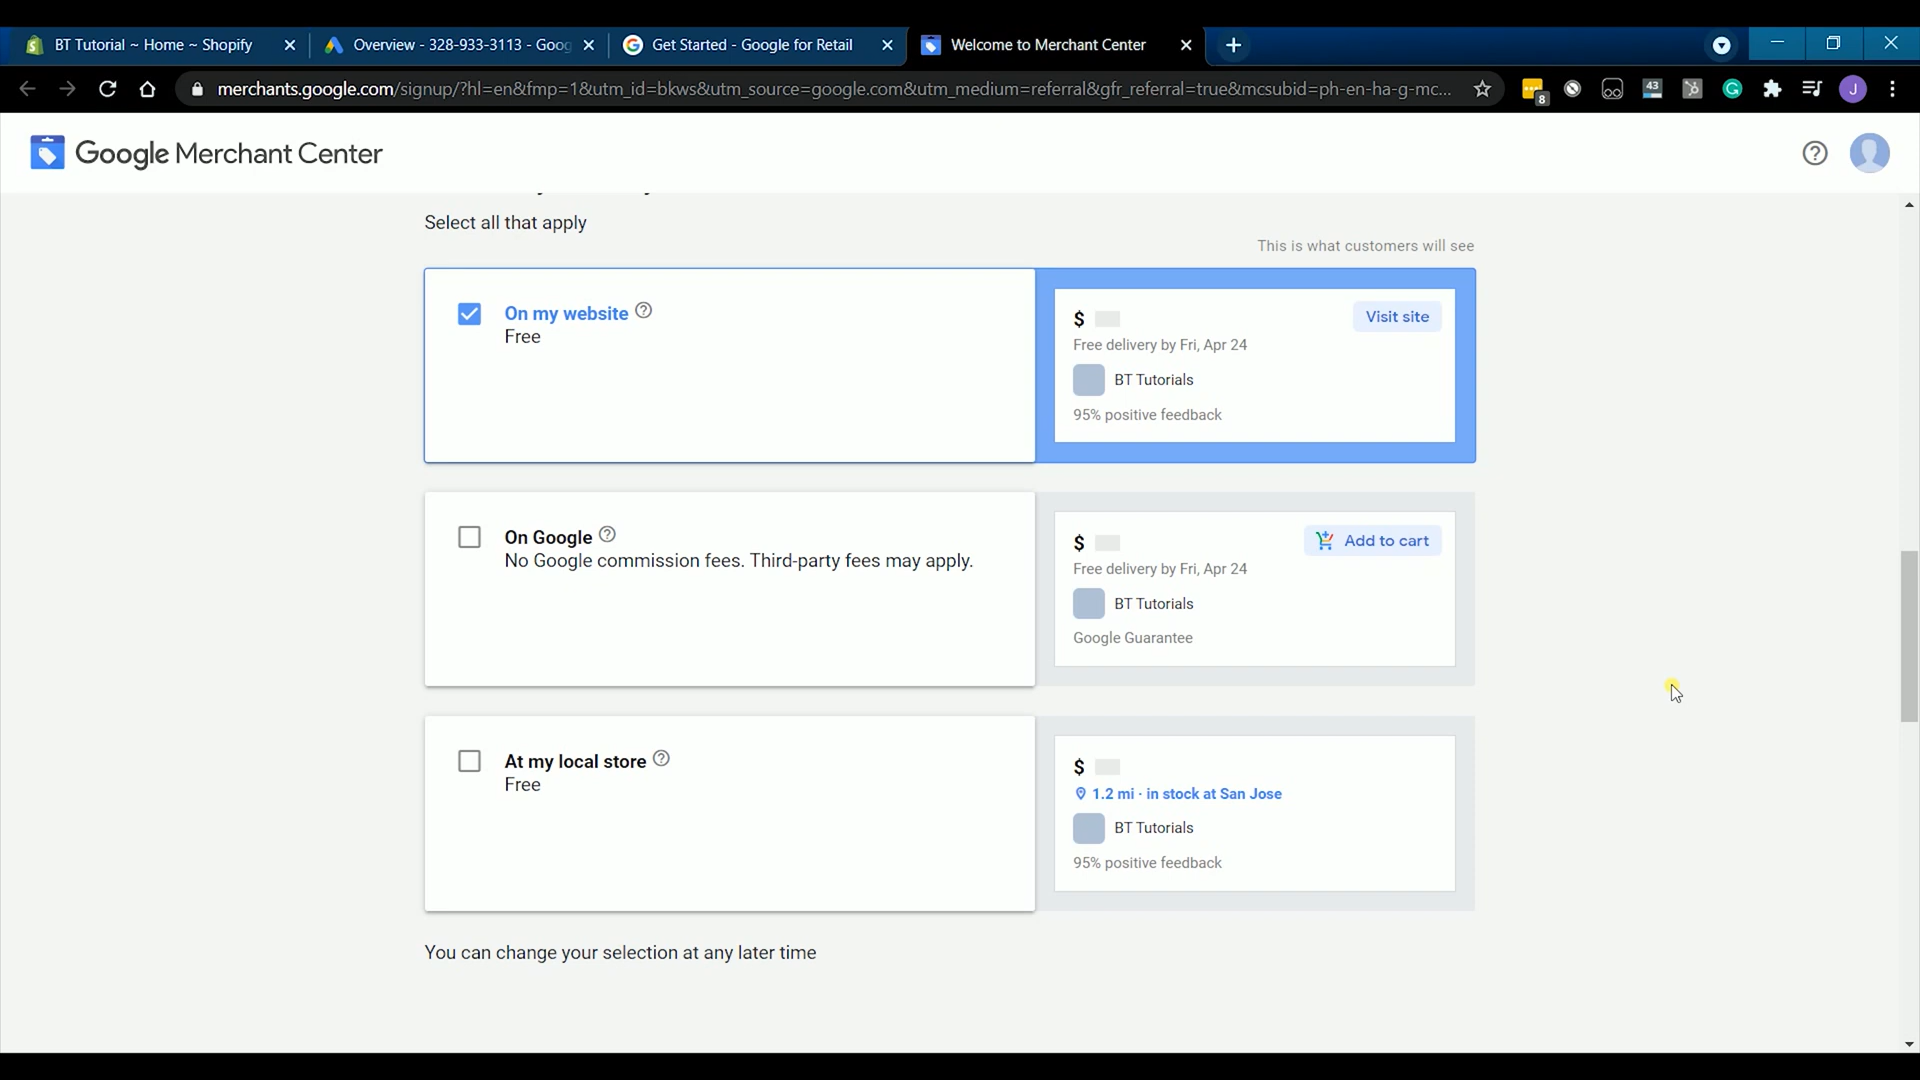 BT Tutorial ~ Home ~ Shopify
Overview - 328-933-3113 - Goog
Get Started - Google for Retail
Welcome to Merchant Center
merchants.google.com/signup/?hl=en&fmp=1&utm_id=bkws&utm_source=google.com&utm_medium=referral&gfr_referral=true&mcsubid=ph-en-ha-g-mc...
8
43
J
Google Merchant Center
Select all that apply
This is what customers will see
On my website
Free
$
Visit site
Free delivery by Fri, Apr 24
BT Tutorials
95% positive feedback
On Google
No Google commission fees. Third-party fees may apply.
$
Add to cart
Free delivery by Fri, Apr 24
BT Tutorials
Google Guarantee
At my local store
Free
$
1.2 mi · in stock at San Jose
BT Tutorials
95% positive feedback
You can change your selection at any later time